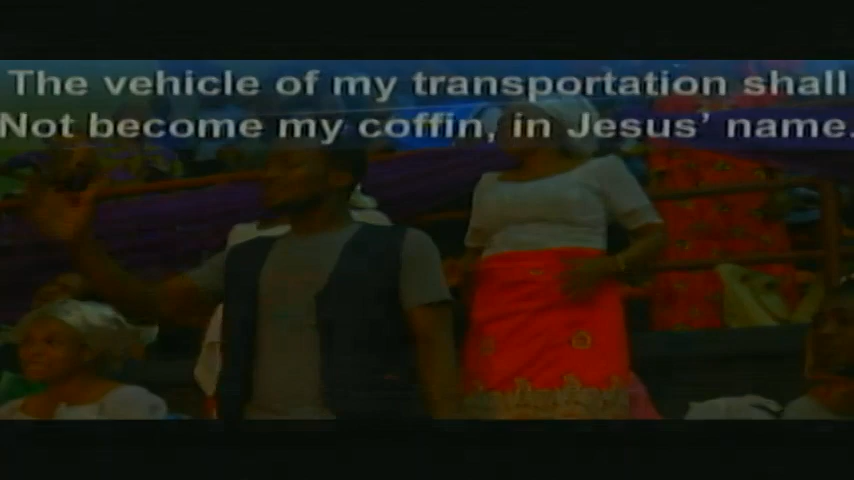 The vehicle of my transportation shall
Not become my coffin, in Jesus’ name.